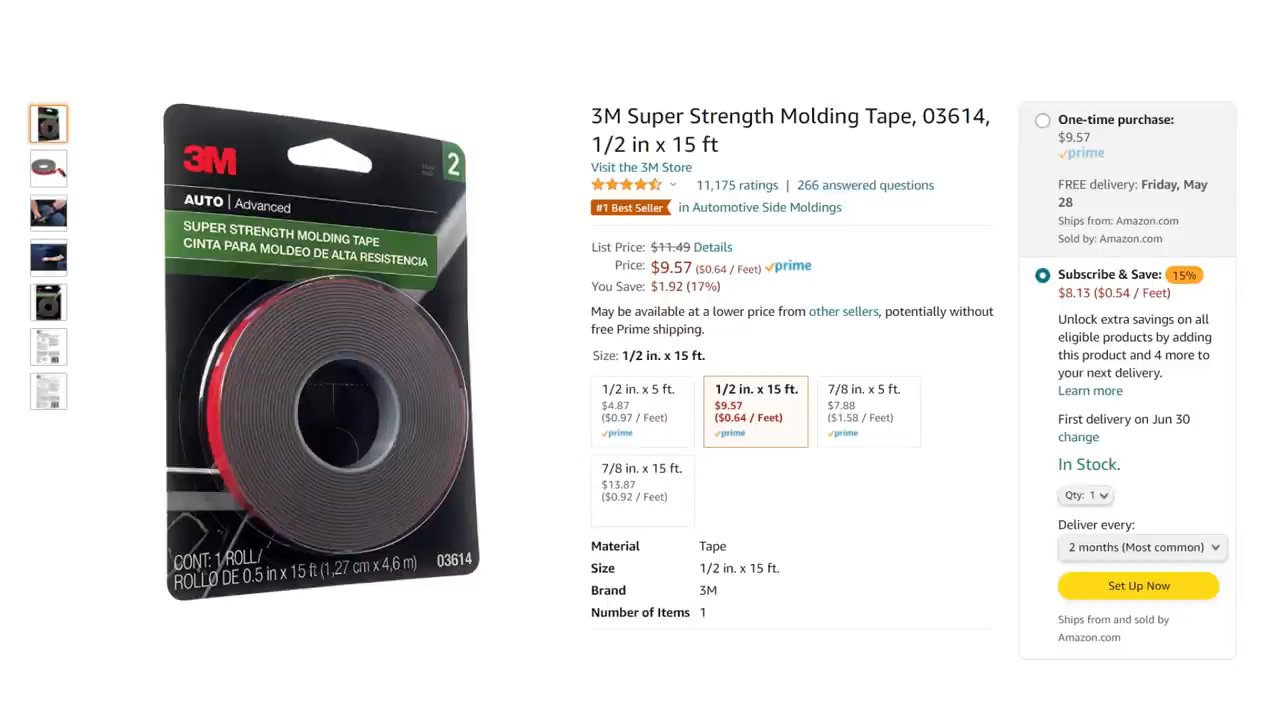 3M
2
AUTO | Advanced
SUPER STRENGTH MOLDING TAPE
CINTA PARA MOLDEO DE ALTA RESISTENCIA
CONT: 1 ROLL/
ROLLO DE 0.5 in x 15 ft (1,27 cm x 4,6 m)
03614
3M Super Strength Molding Tape, 03614,
1/2 in x 15 ft
Visit the 3M Store
11,175 ratings | 266 answered questions
#1 Best Seller in Automotive Side Moldings
List Price: $11.49 Details
Price: $9.57 ($0.64 / Feet) prime
You Save: $1.92 (17%)
May be available at a lower price from other sellers, potentially without
free Prime shipping.
Size: 1/2 in. x 15 ft.
1/2 in. x 5 ft.
$4.87
($0.97 / Feet)
prime
1/2 in. x 15 ft.
$9.57
($0.64 / Feet)
prime
7/8 in. x 5 ft.
$7.88
($1.58 / Feet)
prime
7/8 in. x 15 ft.
$13.87
($0.92 / Feet)
Material Tape
Size 1/2 in. x 15 ft.
Brand 3M
Number of Items 1
One-time purchase:
$9.57
prime
FREE delivery: Friday, May
28
Ships from: Amazon.com
Sold by: Amazon.com
Subscribe & Save: 15%
$8.13 ($0.54 / Feet)
Unlock extra savings on all
eligible products by adding
this product and 4 more to
your next delivery.
Learn more
First delivery on Jun 30
change
In Stock.
Qty: 1
Deliver every:
2 months (Most common)
Set Up Now
Ships from and sold by
Amazon.com